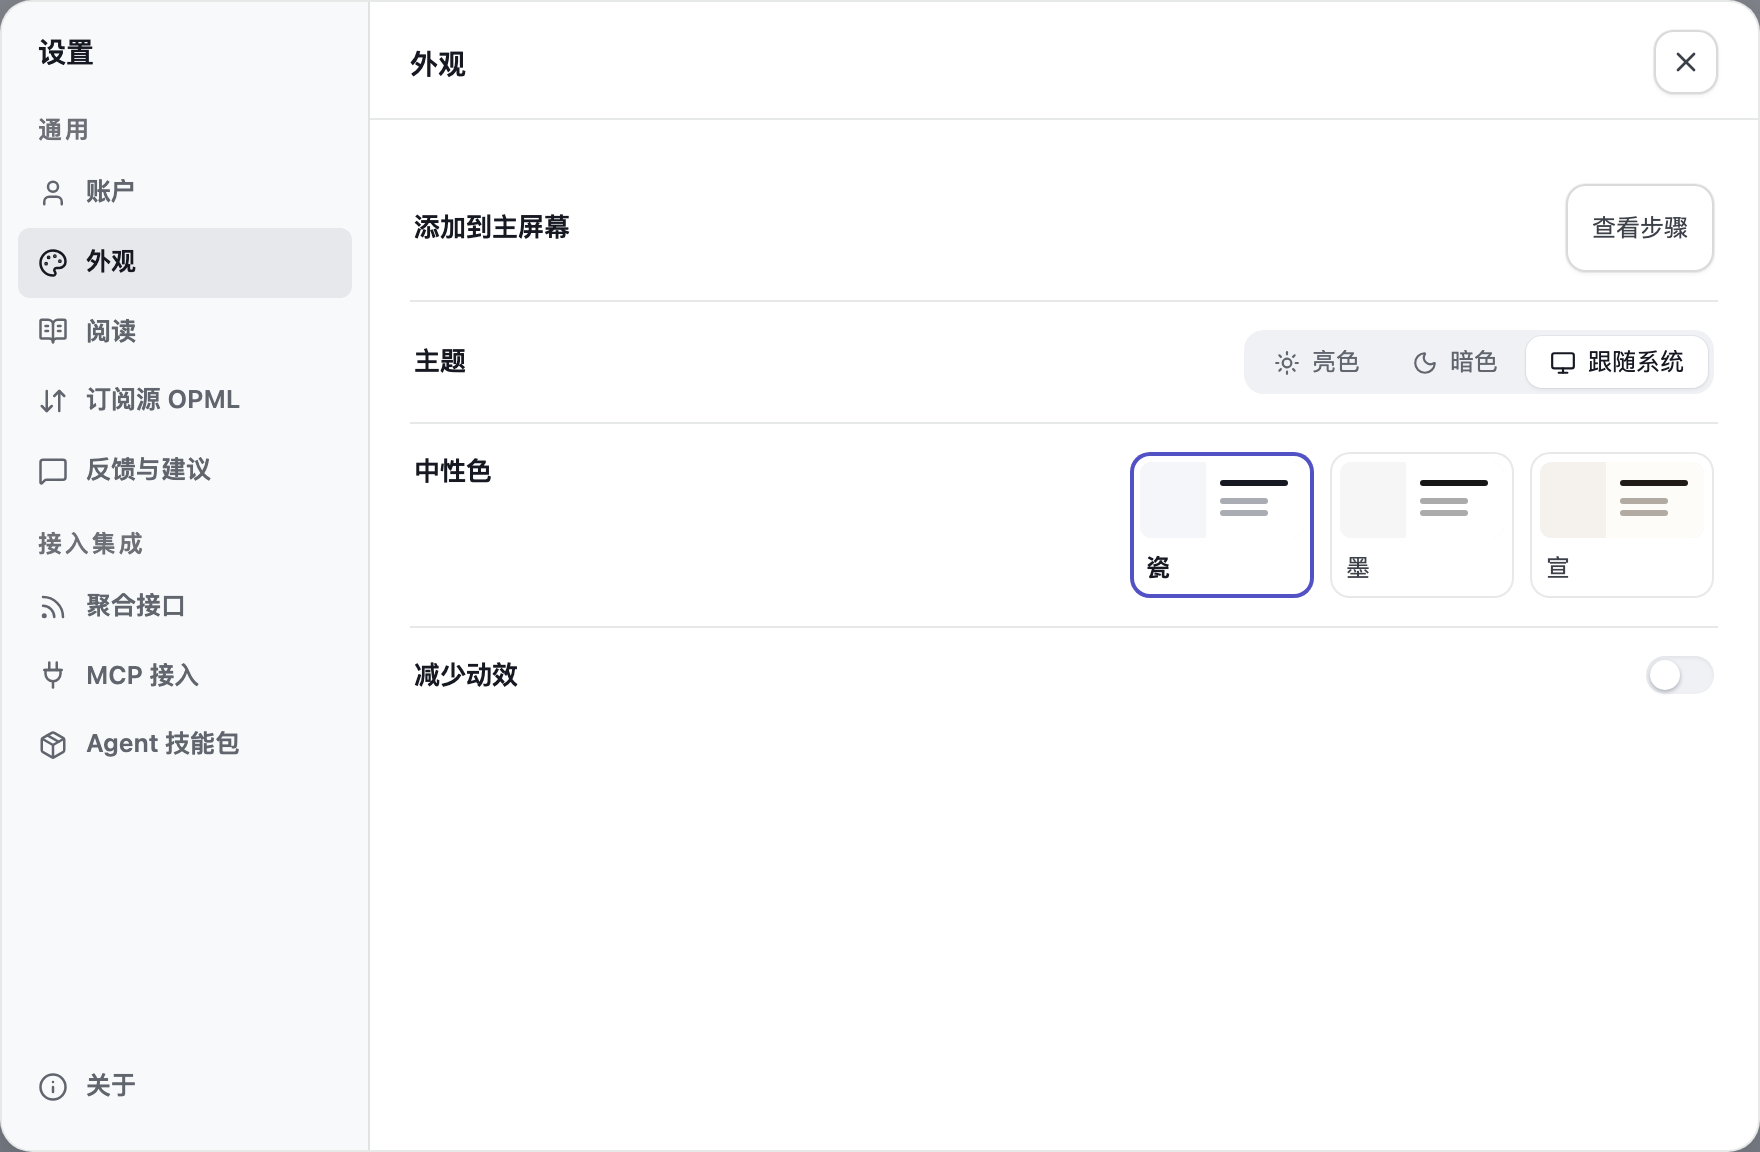 设置
通用
账户
外观
阅读
订阅源 OPML
反馈与建议
接入集成
聚合接口
MCP 接入
Agent 技能包
关于
外观
添加到主屏幕
查看步骤
主题
亮色
暗色
跟随系统
中性色
瓷
墨
宣
减少动效